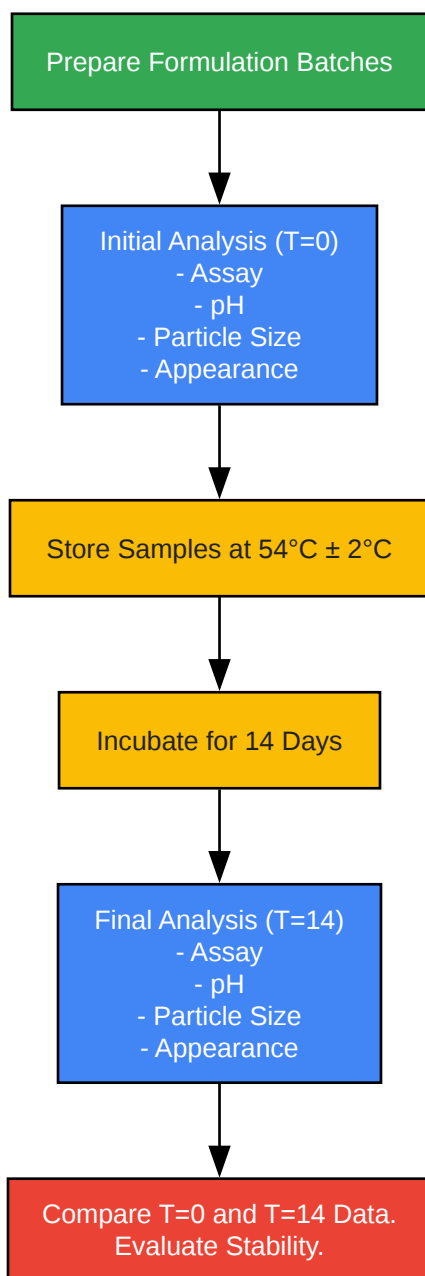 Prepare Formulation Batches
Initial Analysis (T=0)
- Assay
- pH
- Particle Size
- Appearance
Store Samples at 54°C ± 2°C
Incubate for 14 Days
Final Analysis (T=14)
- Assay
- pH
- Particle Size
- Appearance
Compare T=0 and T=14 Data.
Evaluate Stability.